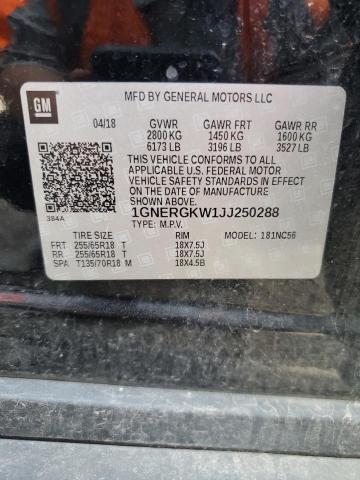 GM
MFD BY GENERAL MOTORS LLC
04/18 GVWR GAWR FRT GAWR RR
2800 KG 1450 KG 1600 KG
6173 LB 3196 LB 3527 LB
THIS VEHICLE CONFORMS TO ALL
APPLICABLE U.S. FEDERAL MOTOR
VEHICLE SAFETY AND THEFT
PREVENTION STANDARDS IN EFFECT ON
THE DATE OF MANUFACTURE SHOWN ABOVE.
384A 1GNERGKW1JJ250288
TYPE: M.P.V.
TIRE SIZE RIM MODEL: 181NC56
FRT 255/65R18 T 18X7.5J
RR 255/65R18 T 18X7.5J
SPA T135/70R18 M 18X4.5B